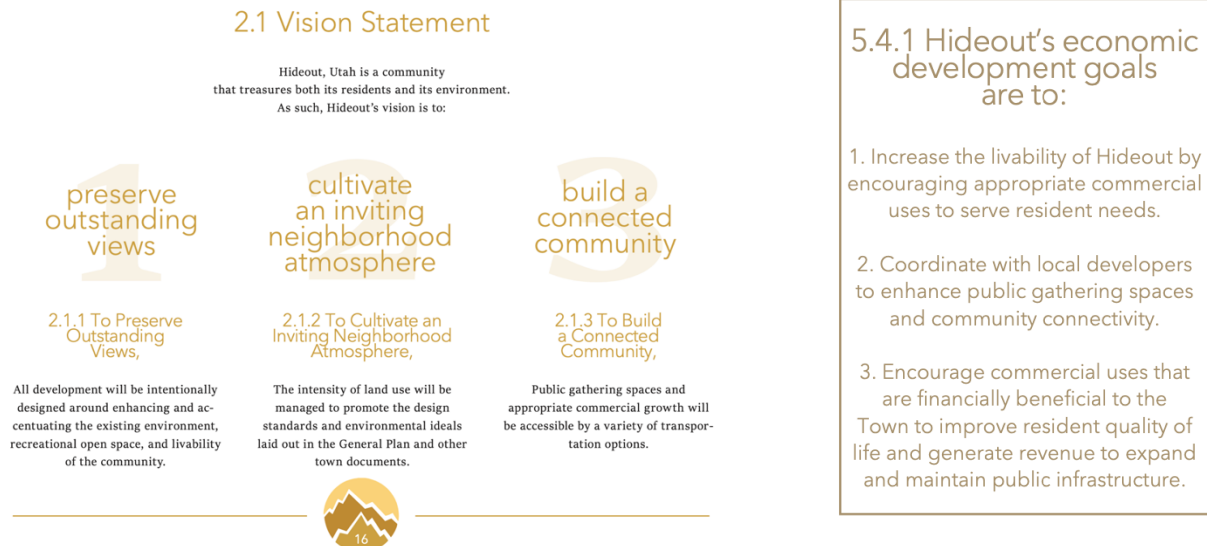 2.1 Vision Statement
Hideout, Utah is a community
that treasures both its residents and its environment.
As such, Hideout's vision is to:
1
preserve
outstanding
views
2
cultivate
an inviting
neighborhood
atmosphere
3
build a
connected
community
2.1.1 To Preserve
Outstanding
Views,
All development will be intentionally
designed around enhancing and ac-
centuating the existing environment,
recreational open space, and livability
of the community.
2.1.2 To Cultivate an
Inviting Neighborhood
Atmosphere,
The intensity of land use will be
managed to promote the design
standards and environmental ideals
laid out in the General Plan and other
town documents.
2.1.3 To Build
a Connected
Community,
Public gathering spaces and
appropriate commercial growth will
be accessible by a variety of transpor-
tation options.
16
5.4.1 Hideout's economic
development goals
are to:
1. Increase the livability of Hideout by
encouraging appropriate commercial
uses to serve resident needs.
2. Coordinate with local developers
to enhance public gathering spaces
and community connectivity.
3. Encourage commercial uses that
are financially beneficial to the
Town to improve resident quality of
life and generate revenue to expand
and maintain public infrastructure.